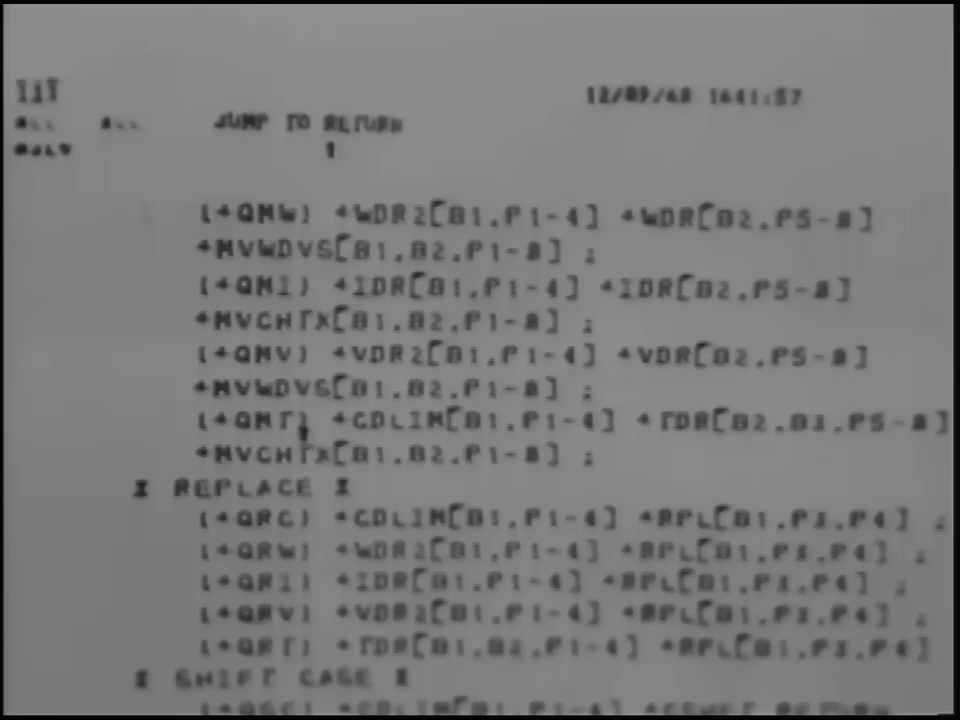 12/09/68 1641:57
JUMP TO RETURN
1
(+QMW) +WDR2[B1,P1-4] +WDR[B2,P5-8]
+MVWDVS[B1,B2,P1-8] ;
(+QMI) +IDR[B1,P1-4] +IDR[B2,P5-8]
+MVCHTX[B1,B2,P1-8] ;
(+QMV) +VDR2[B1,P1-4] +VDR[B2,P5-8]
+MVWDVS[B1,B2,P1-8] ;
(+QMT) +CDLIM[B1,P1-4] +TDR[B2,B3,P5-8]
+MVCHTX[B1,B2,P1-8] ;
% REPLACE %
(+QRC) +CDLIM[B1,P1-4] +RPL[B1,P3,P4] ;
(+QRW) +WDR2[B1,P1-4] +RPL[B1,P3,P4] ;
(+QRI) +IDR[B1,P1-4] +RPL[B1,P3,P4] ;
(+QRV) +VDR2[B1,P1-4] +RPL[B1,P3,P4] ;
(+QRT) +TDR[B1,B2,P1-4] +RPL[B1,P3,P4]
% SHIFT CASE %